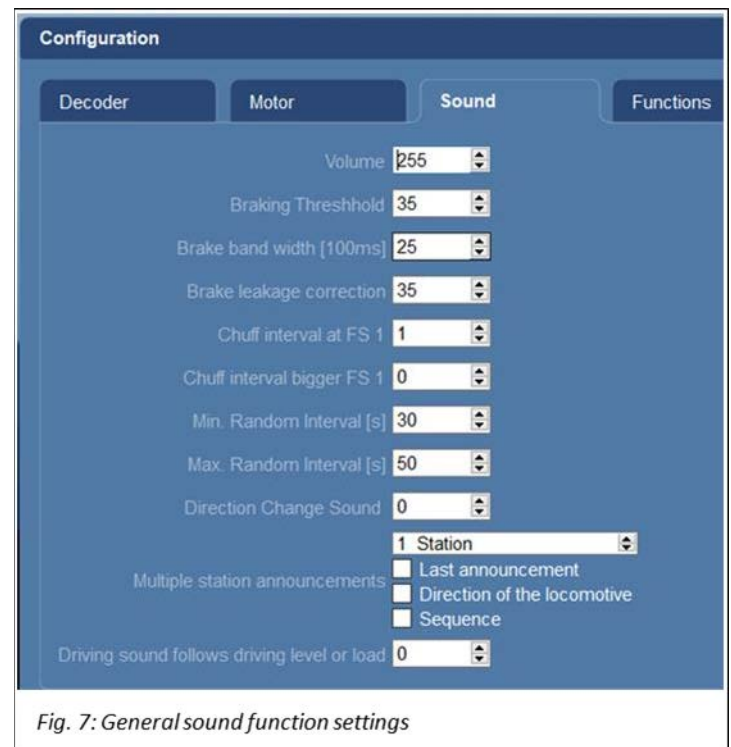 Configuration
Decoder Motor Sound Functions
Volume 255
Braking Threshhold 35
Brake band width [100ms] 25
Brake leakage correction 35
Chuff interval at FS 1 1
Chuff interval bigger FS 1 0
Min. Random Interval [s] 30
Max. Random Interval [s] 50
Direction Change Sound 0
1 Station
Multiple station announcements
Last announcement
Direction of the locomotive
Sequence
Driving sound follows driving level or load 0
Fig. 7: General sound function settings